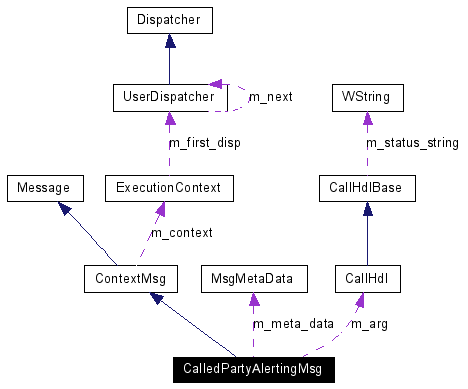 Dispatcher
UserDispatcher
m_next
WString
m_first_disp
m_status_string
Message
ExecutionContext
CallHdlBase
m_context
ContextMsg
MsgMetaData
CallHdl
m_meta_data
m_arg
CalledPartyAlertingMsg